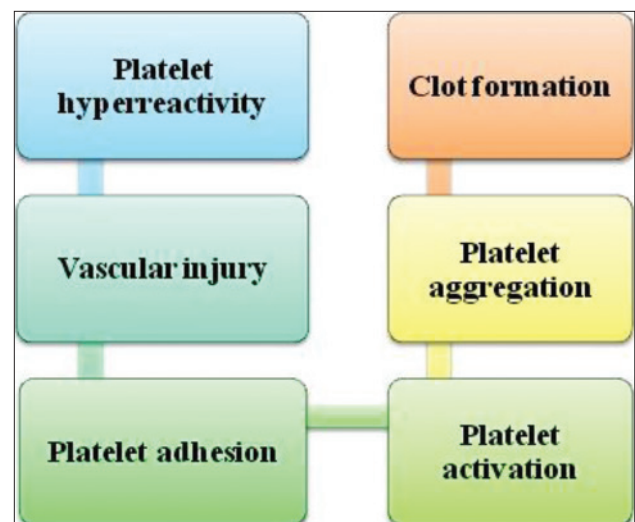 Platelet
hyperreactivity
Vascular injury
Platelet adhesion
Platelet
activation
Platelet
aggregation
Clot formation